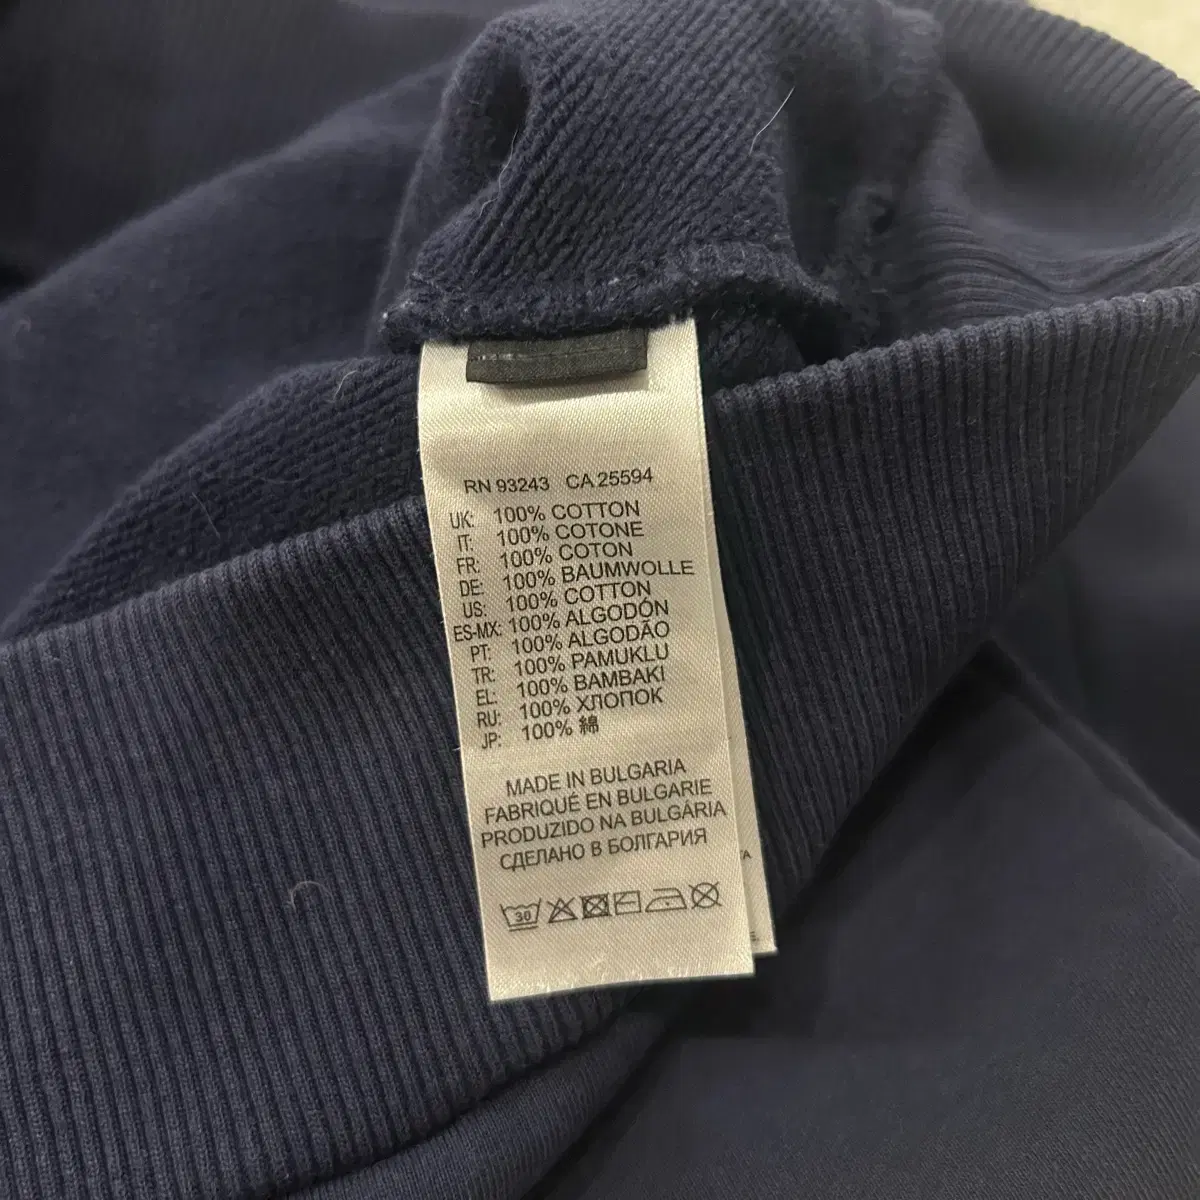 RN 93243 CA 25594
UK: 100% COTTON
IT: 100% COTONE
FR: 100% COTON
DE: 100% BAUMWOLLE
US: 100% COTTON
ES-MX: 100% ALGODÓN
PT: 100% ALGODÃO
TR: 100% PAMUKLU
EL: 100% BAMBAKI
RU: 100% ХЛОПОК
JP: 100% 綿
MADE IN BULGARIA
FABRIQUÉ EN BULGARIE
PRODUZIDO NA BULGÁRIA
СДЕЛАНО В БОЛГАРИЯ
30